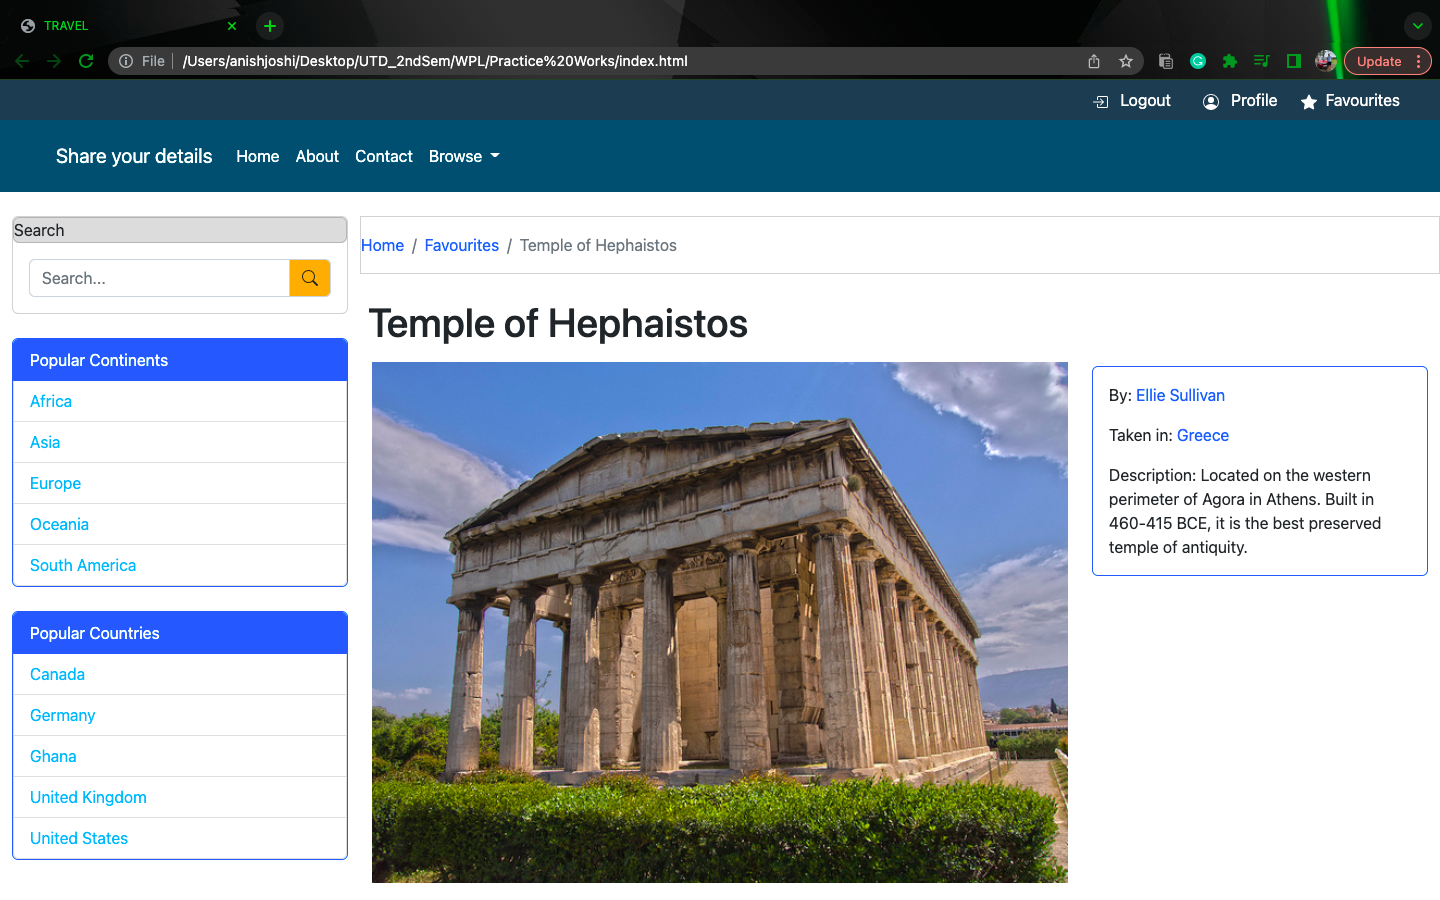 TRAVEL
File
/Users/anishjoshi/Desktop/UTD_2ndSem/WPL/Practice%20Works/index.html
Update
Logout Profile Favourites
Share your details Home About Contact Browse
Search
Search...
Popular Continents
Africa
Asia
Europe
Oceania
South America
Popular Countries
Canada
Germany
Ghana
United Kingdom
United States
Home / Favourites / Temple of Hephaistos
Temple of Hephaistos
By: Ellie Sullivan
Taken in: Greece
Description: Located on the western
perimeter of Agora in Athens. Built in
460-415 BCE, it is the best preserved
temple of antiquity.